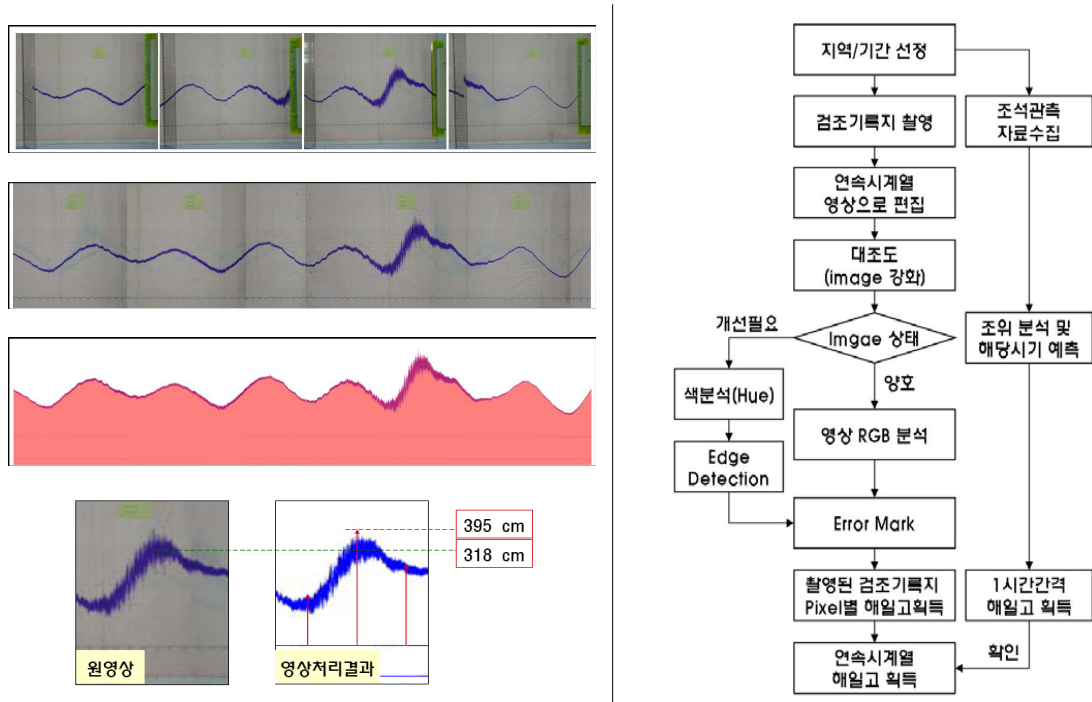 395 cm
318 cm
원영상
영상처리결과
지역/기간 선정
검조기록지 촬영
조석관측
자료수집
연속시계열
영상으로 편집
대조도
(image 강화)
개선필요
Imgae 상태
조위 분석 및
해당시기 예측
양호
색분석(Hue)
영상 RGB 분석
Edge
Detection
Error Mark
촬영된 검조기록지
Pixel별 해일고획득
1시간간격
해일고 획득
확인
연속시계열
해일고 획득